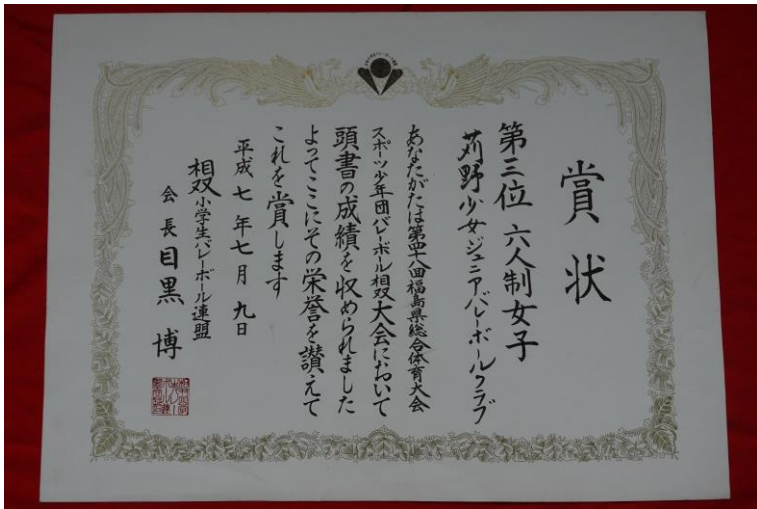 賞状
第三位 六人制女子
苅野少女ジュニアバレーボールクラブ
あなたがたは第四八回福島県総合体育大会
スポーツ少年団バレーボール相双大会において
頭書の成績を収められました
よってここにその栄誉を讃えて
これを賞します
平成七年七月九日
相双小学生バレーボール連盟
会長 目黒 博